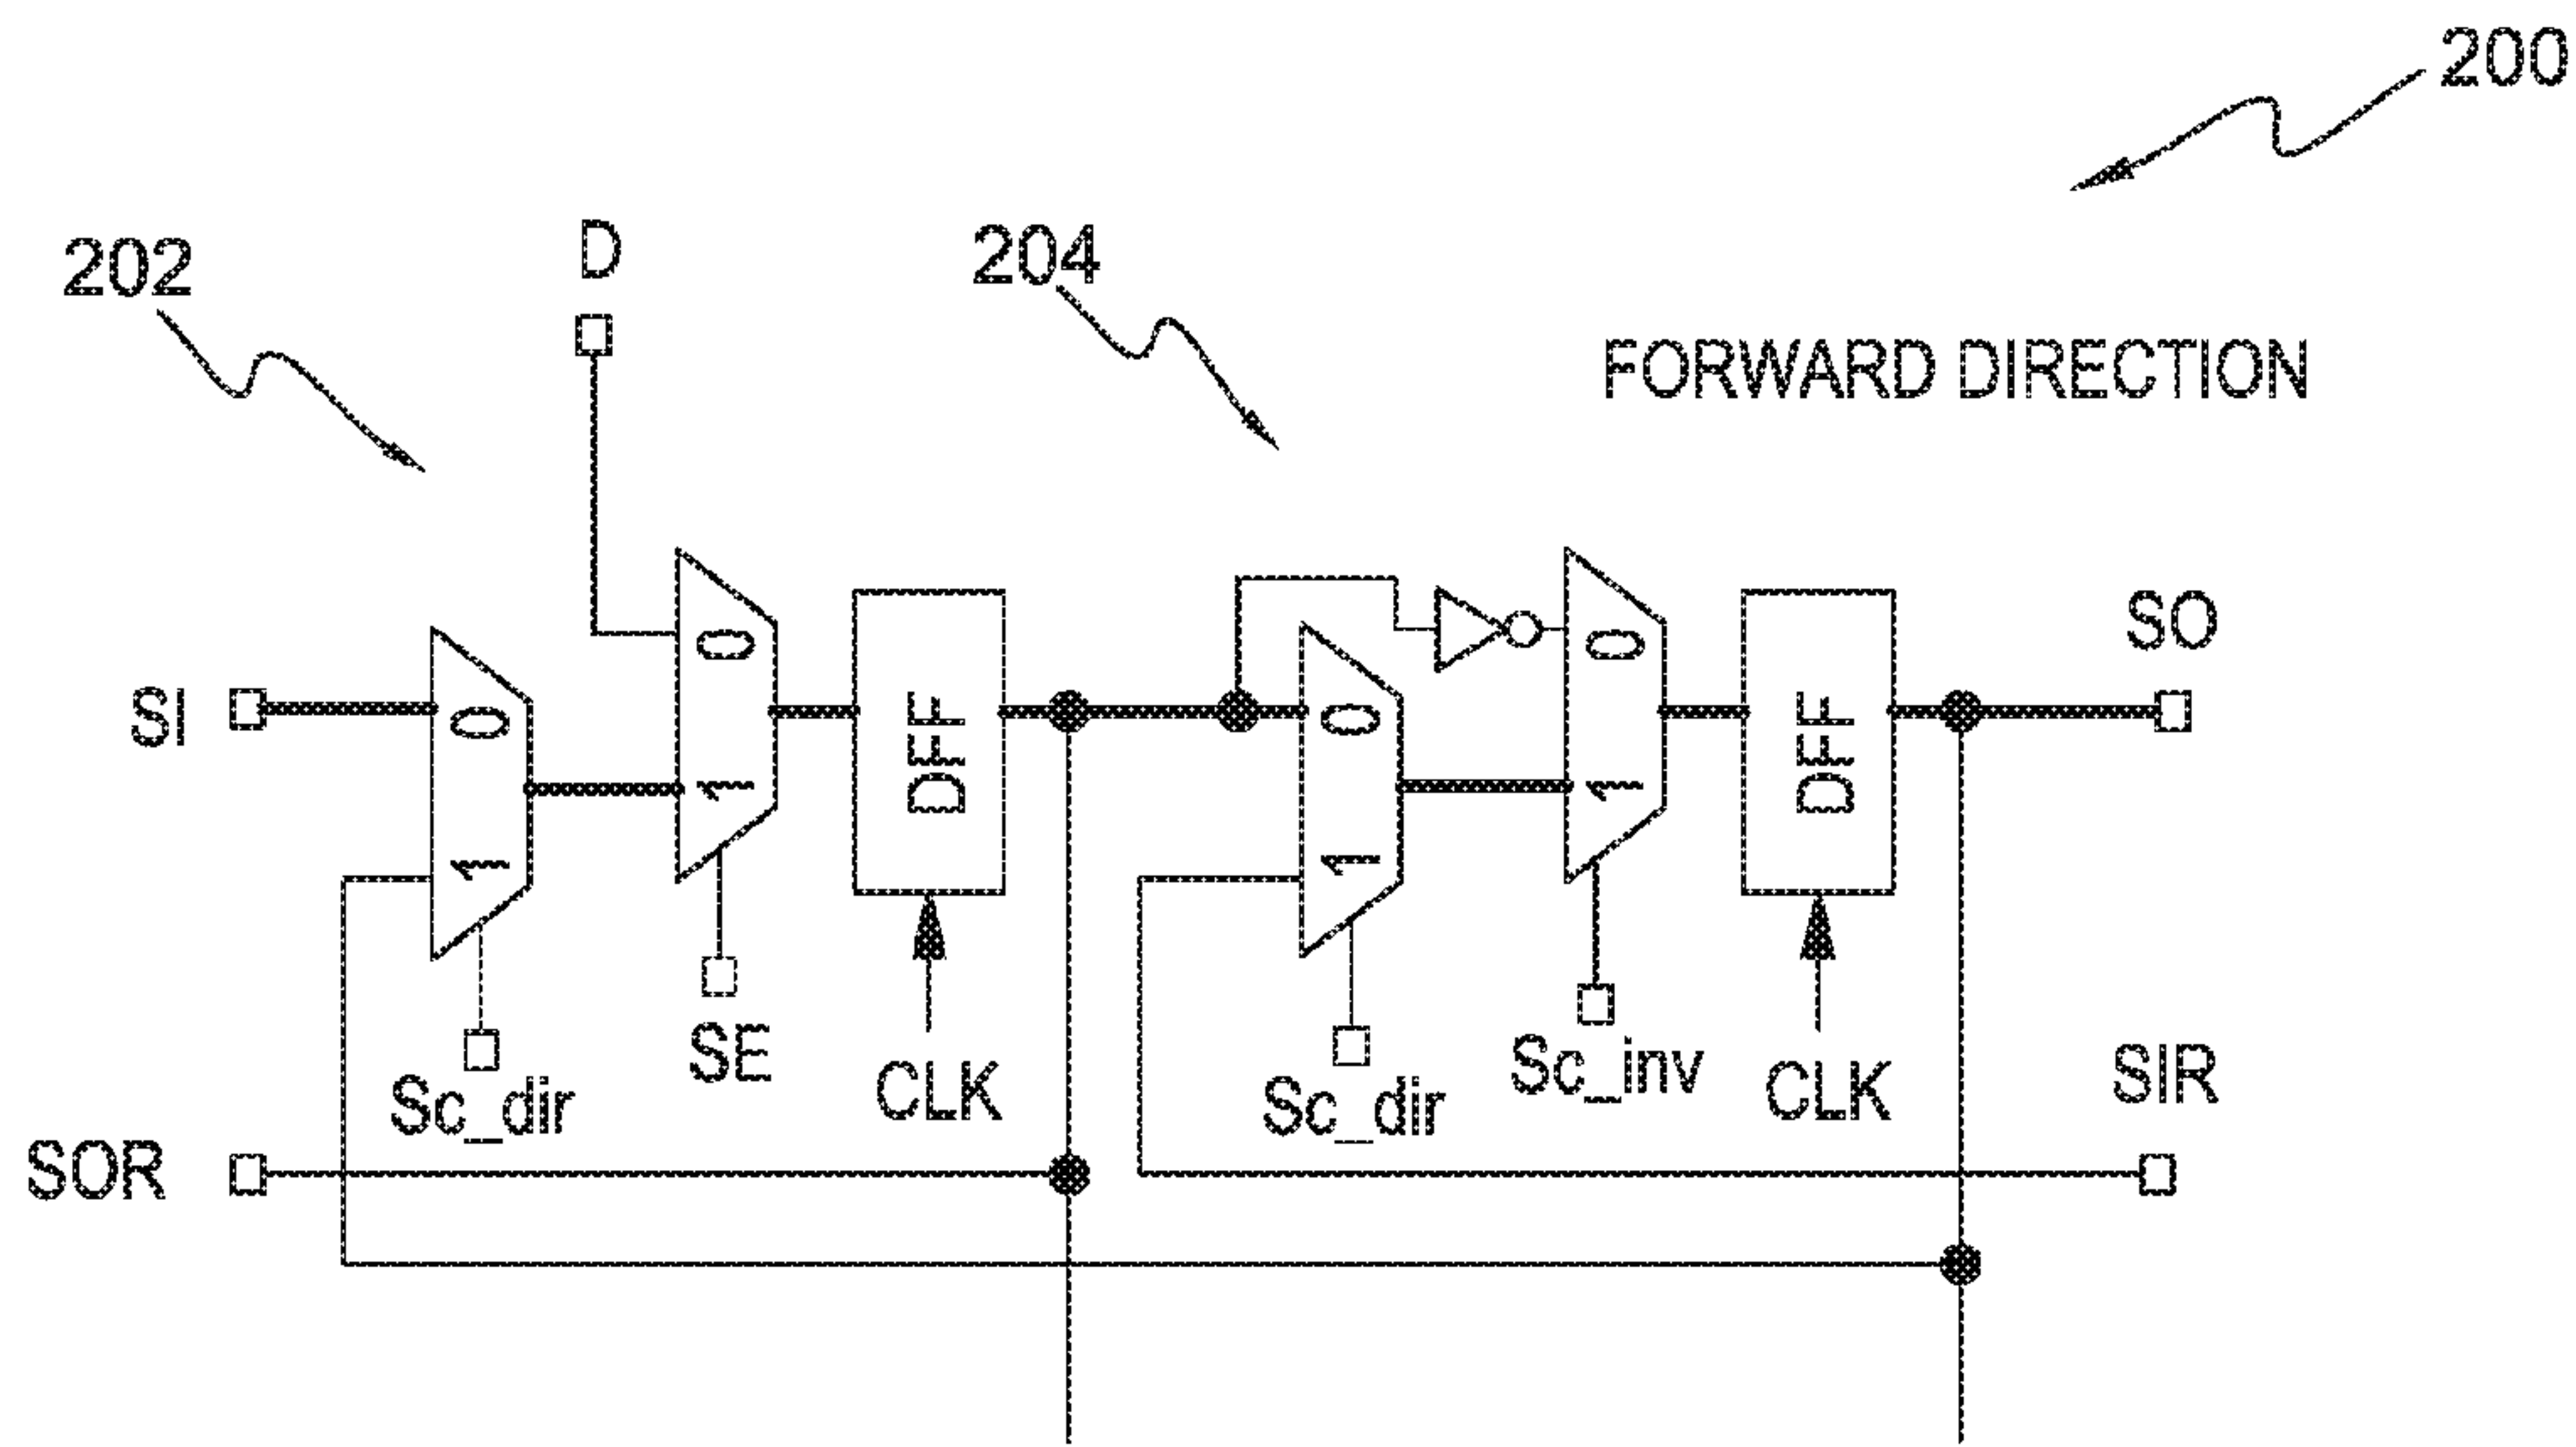 200
202
D
204
FORWARD DIRECTION
SI
0
1
0
1
DFF
0
1
0
1
DFF
SO
Sc_dir
SE
CLK
Sc_dir
Sc_inv
CLK
SIR
SOR